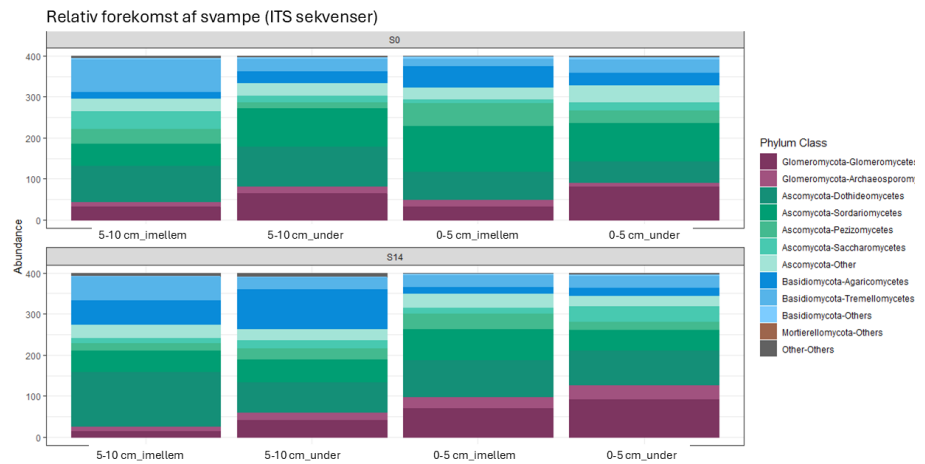 Relativ forekomst af svampe (ITS sekvenser)
S0
400
300
200
100
0
5-10 cm_imellem
5-10 cm_under
0-5 cm_imellem
0-5 cm_under
Abundance
S14
400
300
200
100
0
5-10 cm_imellem
5-10 cm_under
0-5 cm_imellem
0-5 cm_under
Phylum Class
Glomeromycota-Glomeromycetes
Glomeromycota-Archaeosporomy
Ascomycota-Dothideomycetes
Ascomycota-Sordariomycetes
Ascomycota-Pezizomycetes
Ascomycota-Saccharomycetes
Ascomycota-Other
Basidiomycota-Agaricomycetes
Basidiomycota-Tremellomycetes
Basidiomycota-Others
Mortierellomycota-Others
Other-Others